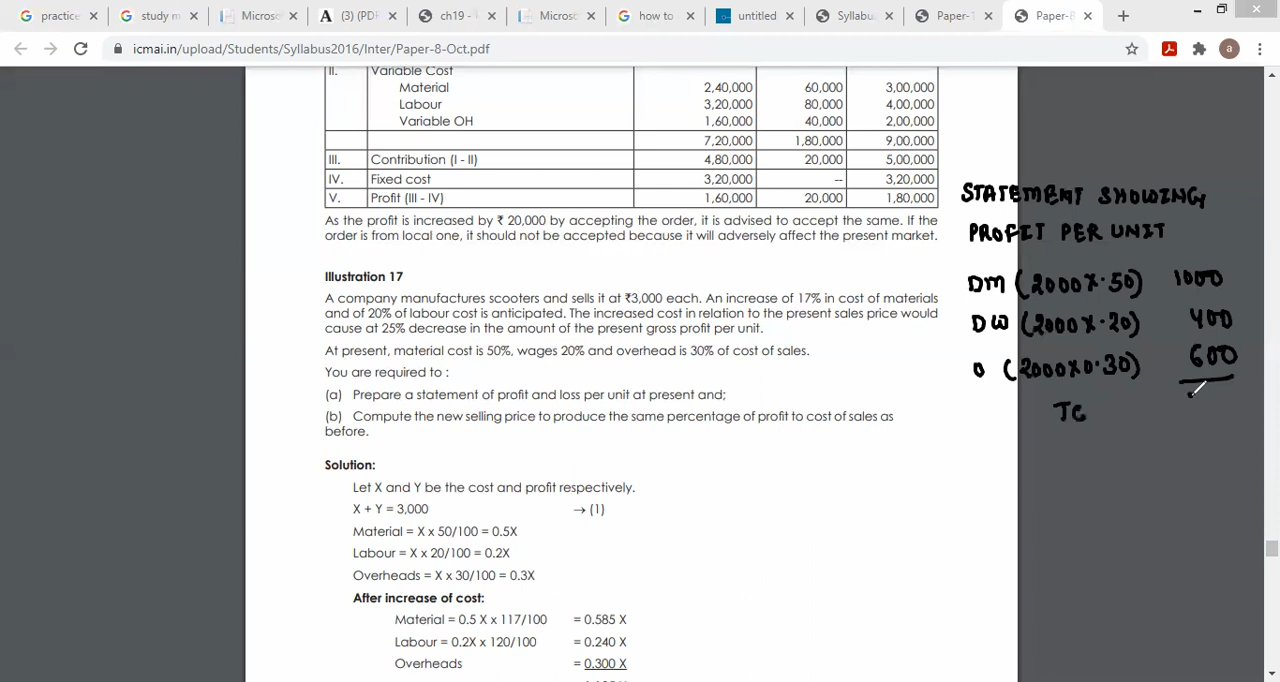 practice
study m
Microso
(3) (PDF
ch19 -
Microso
how to
untitled
Syllabu
Paper-
Paper-8
icmai.in/upload/Students/Syllabus2016/Inter/Paper-8-Oct.pdf
a
II. Variable Cost
Material 2,40,000 60,000 3,00,000
Labour 3,20,000 80,000 4,00,000
Variable OH 1,60,000 40,000 2,00,000
7,20,000 1,80,000 9,00,000
III. Contribution (I - II) 4,80,000 20,000 5,00,000
IV. Fixed cost 3,20,000 -- 3,20,000
V. Profit (III - IV) 1,60,000 20,000 1,80,000
As the profit is increased by ₹ 20,000 by accepting the order, it is advised to accept the same. If the
order is from local one, it should not be accepted because it will adversely affect the present market.
Illustration 17
A company manufactures scooters and sells it at ₹3,000 each. An increase of 17% in cost of materials
and of 20% of labour cost is anticipated. The increased cost in relation to the present sales price would
cause at 25% decrease in the amount of the present gross profit per unit.
At present, material cost is 50%, wages 20% and overhead is 30% of cost of sales.
You are required to :
(a) Prepare a statement of profit and loss per unit at present and;
(b) Compute the new selling price to produce the same percentage of profit to cost of sales as
before.
Solution:
Let X and Y be the cost and profit respectively.
X + Y = 3,000 → (1)
Material = X x 50/100 = 0.5X
Labour = X x 20/100 = 0.2X
Overheads = X x 30/100 = 0.3X
After increase of cost:
Material = 0.5 X x 117/100 = 0.585 X
Labour = 0.2X x 120/100 = 0.240 X
Overheads = 0.300 X
STATEMENT SHOWING
PROFIT PER UNIT
DM (2000X·50) 1000
DW (2000X·20) 400
O (2000X0·30) 600
TC